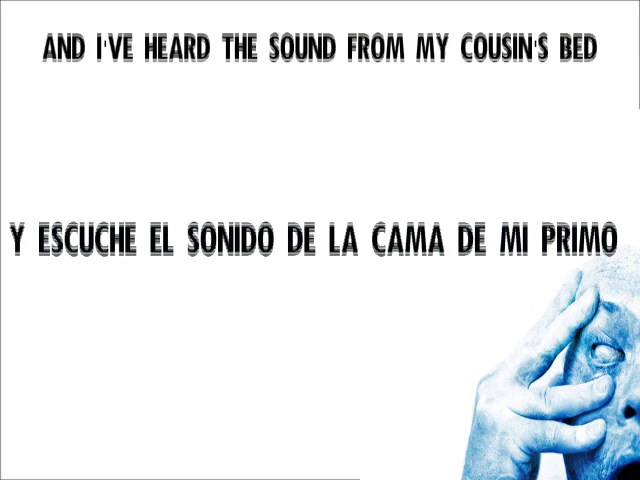 AND I'VE HEARD THE SOUND FROM MY COUSIN'S BED
Y ESCUCHE EL SONIDO DE LA CAMA DE MI PRIMO